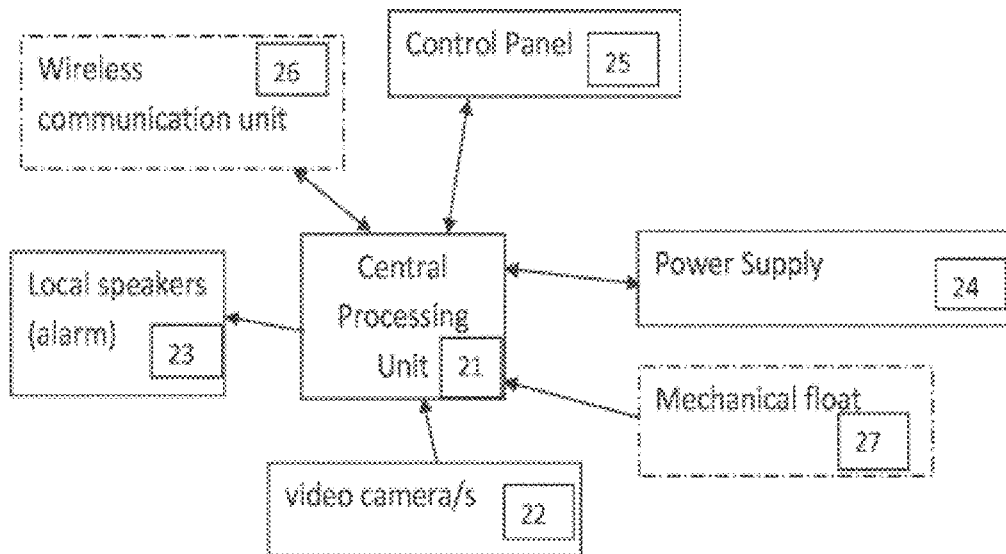 Wireless
26
communication unit
Control Panel
25
Central
Processing
Unit
21
Local speakers
(alarm)
23
Power Supply
24
Mechanical float
27
video camera/s
22